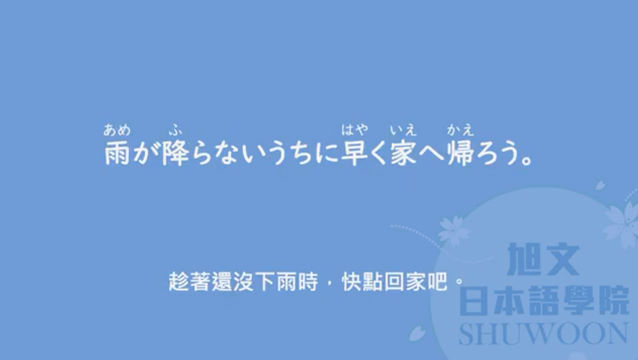 あめ ふ はや いえ かえ
雨が降らないうちに早く家へ帰ろう。
趁著還沒下雨時，快點回家吧。
旭文
日本語學院
SHUWOON